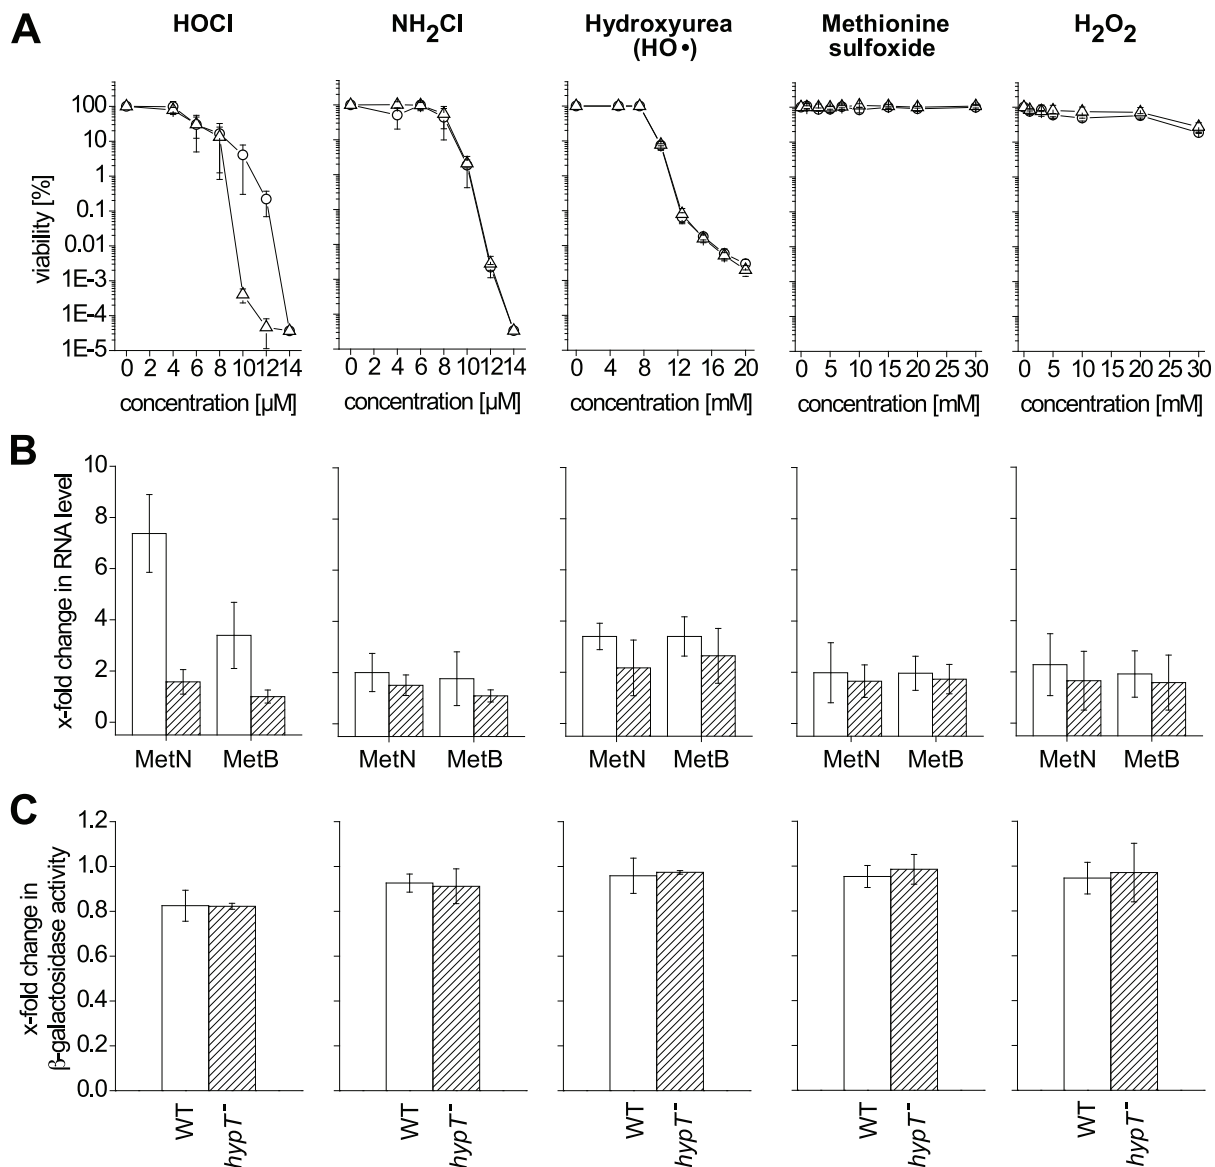 A
HOCl
NH2Cl
Hydroxyurea
(HO•)
Methionine
sulfoxide
H2O2
viability [%]
100
10
1
0.1
0.01
1E-3
1E-4
1E-5
0 2 4 6 8 10 12 14
0 2 4 6 8 10 12 14
0 4 8 12 16 20
0 5 10 15 20 25 30
0 5 10 15 20 25 30
concentration [µM]
concentration [µM]
concentration [mM]
concentration [mM]
concentration [mM]
B
x-fold change in RNA level
10
8
6
4
2
0
MetN MetB
MetN MetB
MetN MetB
MetN MetB
MetN MetB
C
x-fold change in
β-galactosidase activity
1.2
1.0
0.8
0.6
0.4
0.2
0.0
WT hypT-
WT hypT-
WT hypT-
WT hypT-
WT hypT-